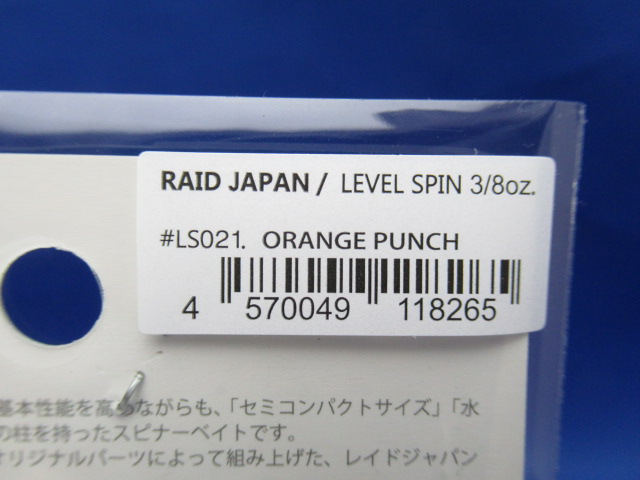 RAID JAPAN / LEVEL SPIN 3/8oz.
#LS021. ORANGE PUNCH
4 570049 118265
基本性能を高めながらも、「セミコンパクトサイズ」「水
の柱を持ったスピナーベイトです。
オリジナルパーツによって組み上げた、レイドジャパン